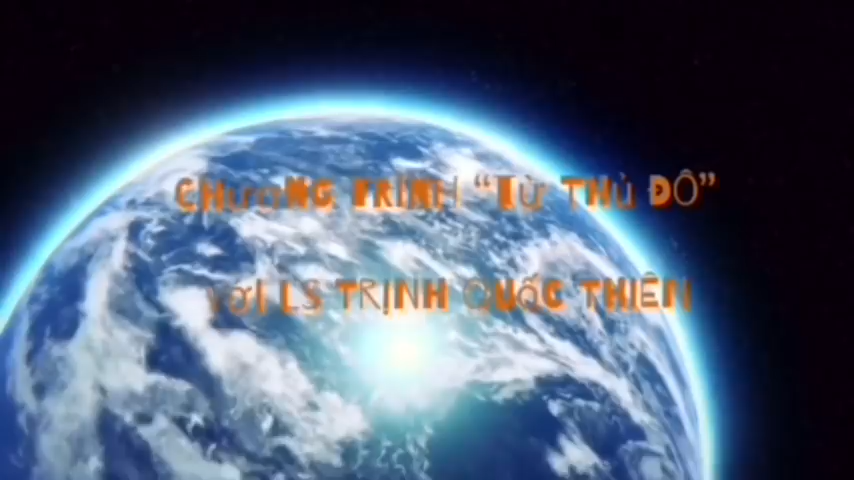 CHƯƠNG TRÌNH “TỪ THỦ ĐÔ”
VỚI LS TRỊNH QUỐC THIÊN